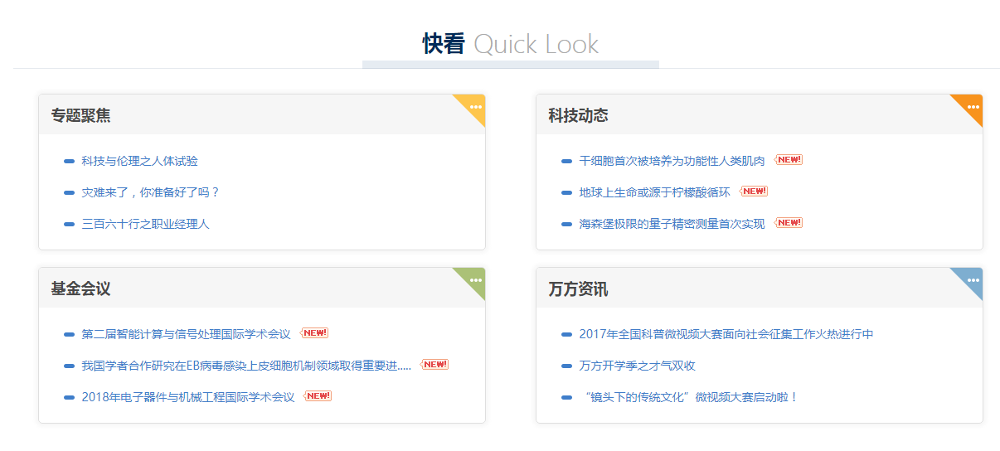 快看 Quick Look
专题聚焦
科技与伦理之人体试验
灾难来了，你准备好了吗？
三百六十行之职业经理人
科技动态
干细胞首次被培养为功能性人类肌肉 NEW!
地球上生命或源于柠檬酸循环 NEW!
海森堡极限的量子精密测量首次实现 NEW!
基金会议
第二届智能计算与信号处理国际学术会议 NEW!
我国学者合作研究在EB病毒感染上皮细胞机制领域取得重要进..... NEW!
2018年电子器件与机械工程国际学术会议 NEW!
万方资讯
2017年全国科普微视频大赛面向社会征集工作火热进行中
万方开学季之才气双收
“镜头下的传统文化”微视频大赛启动啦！